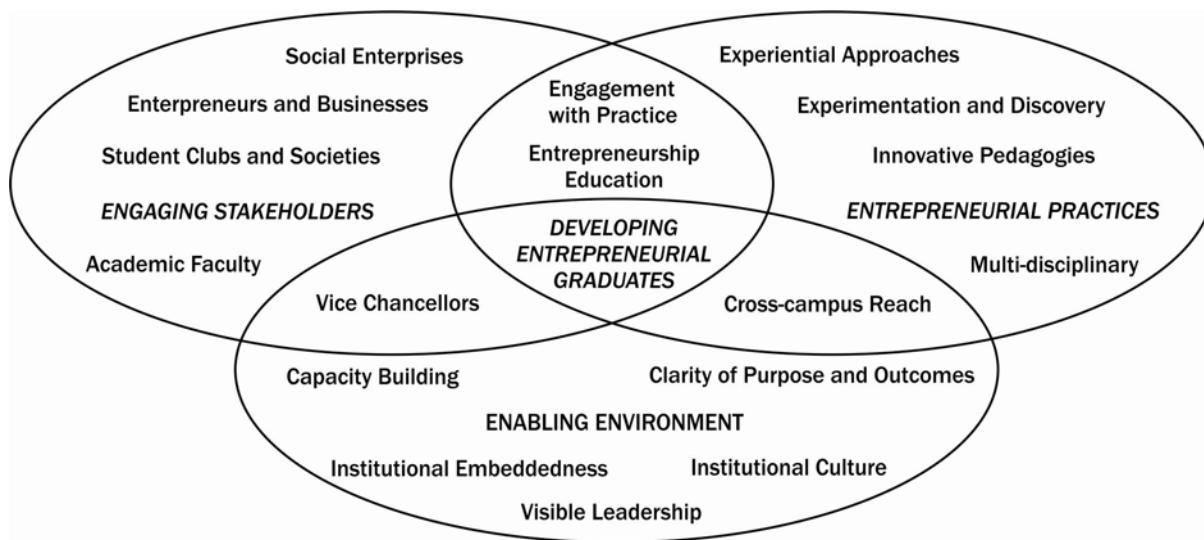 Social Enterprises
Experiential Approaches
Enterpreneurs and Businesses
Engagement
with Practice
Experimentation and Discovery
Student Clubs and Societies
Entrepreneurship
Education
Innovative Pedagogies
ENGAGING STAKEHOLDERS
DEVELOPING
ENTREPRENEURIAL
GRADUATES
ENTREPRENEURIAL PRACTICES
Academic Faculty
Multi-disciplinary
Vice Chancellors
Cross-campus Reach
Capacity Building
Clarity of Purpose and Outcomes
ENABLING ENVIRONMENT
Institutional Embeddedness
Institutional Culture
Visible Leadership